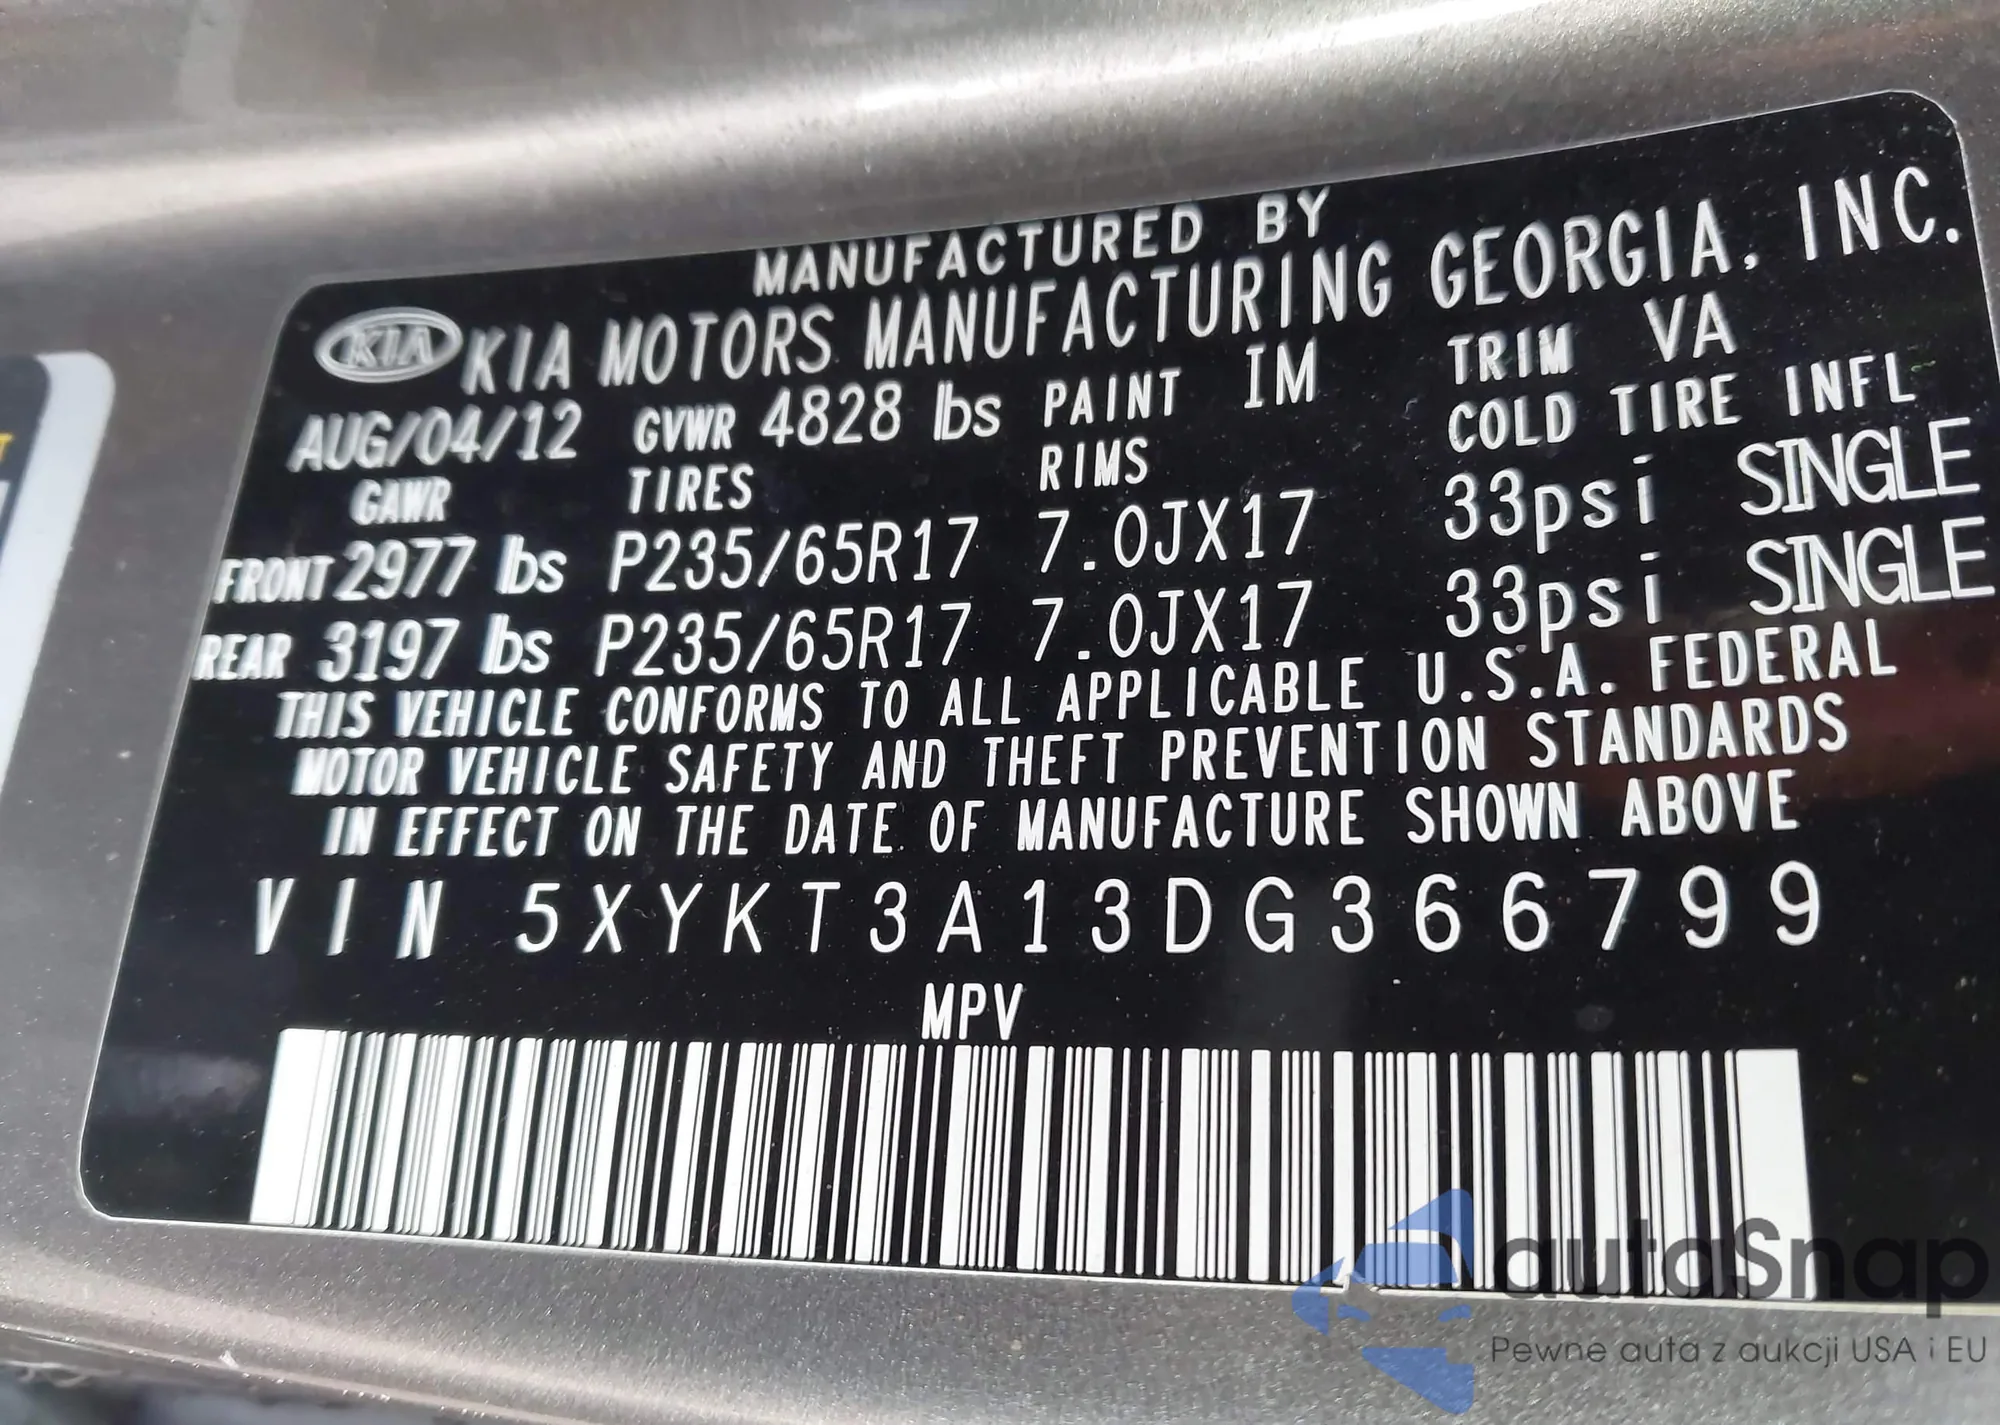 MANUFACTURED BY
KIA KIA MOTORS MANUFACTURING GEORGIA, INC.
AUG/04/12 GVWR 4828 lbs PAINT IM TRIM VA
GAWR TIRES RIMS COLD TIRE INFL
FRONT 2977 lbs P235/65R17 7.0JX17 33psi SINGLE
REAR 3197 lbs P235/65R17 7.0JX17 33psi SINGLE
THIS VEHICLE CONFORMS TO ALL APPLICABLE U.S.A. FEDERAL
MOTOR VEHICLE SAFETY AND THEFT PREVENTION STANDARDS
IN EFFECT ON THE DATE OF MANUFACTURE SHOWN ABOVE
VIN 5XYKT3A13DG366799
MPV
autaSnap
Pewne auta z aukcji USA i EU